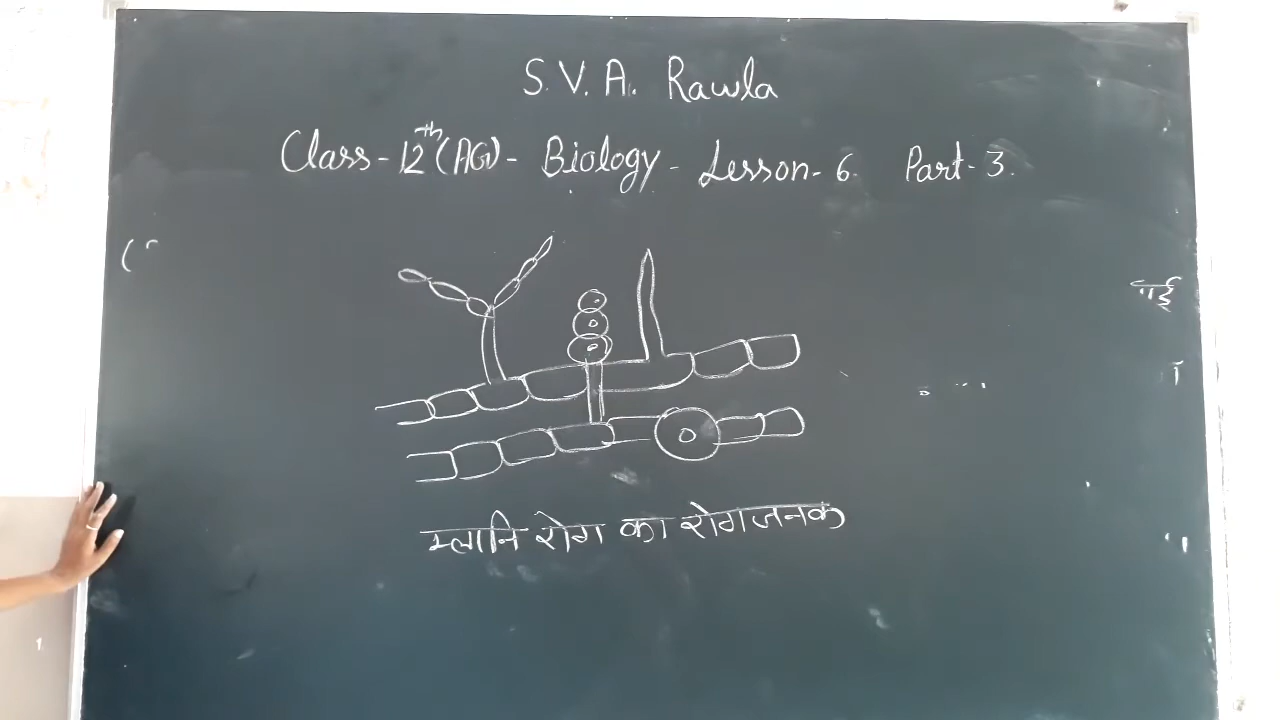 S.V.A. Rawla
Class-12th (AG)- Biology- Lesson-6. Part-3.
म्लानि रोग का रोगजनक